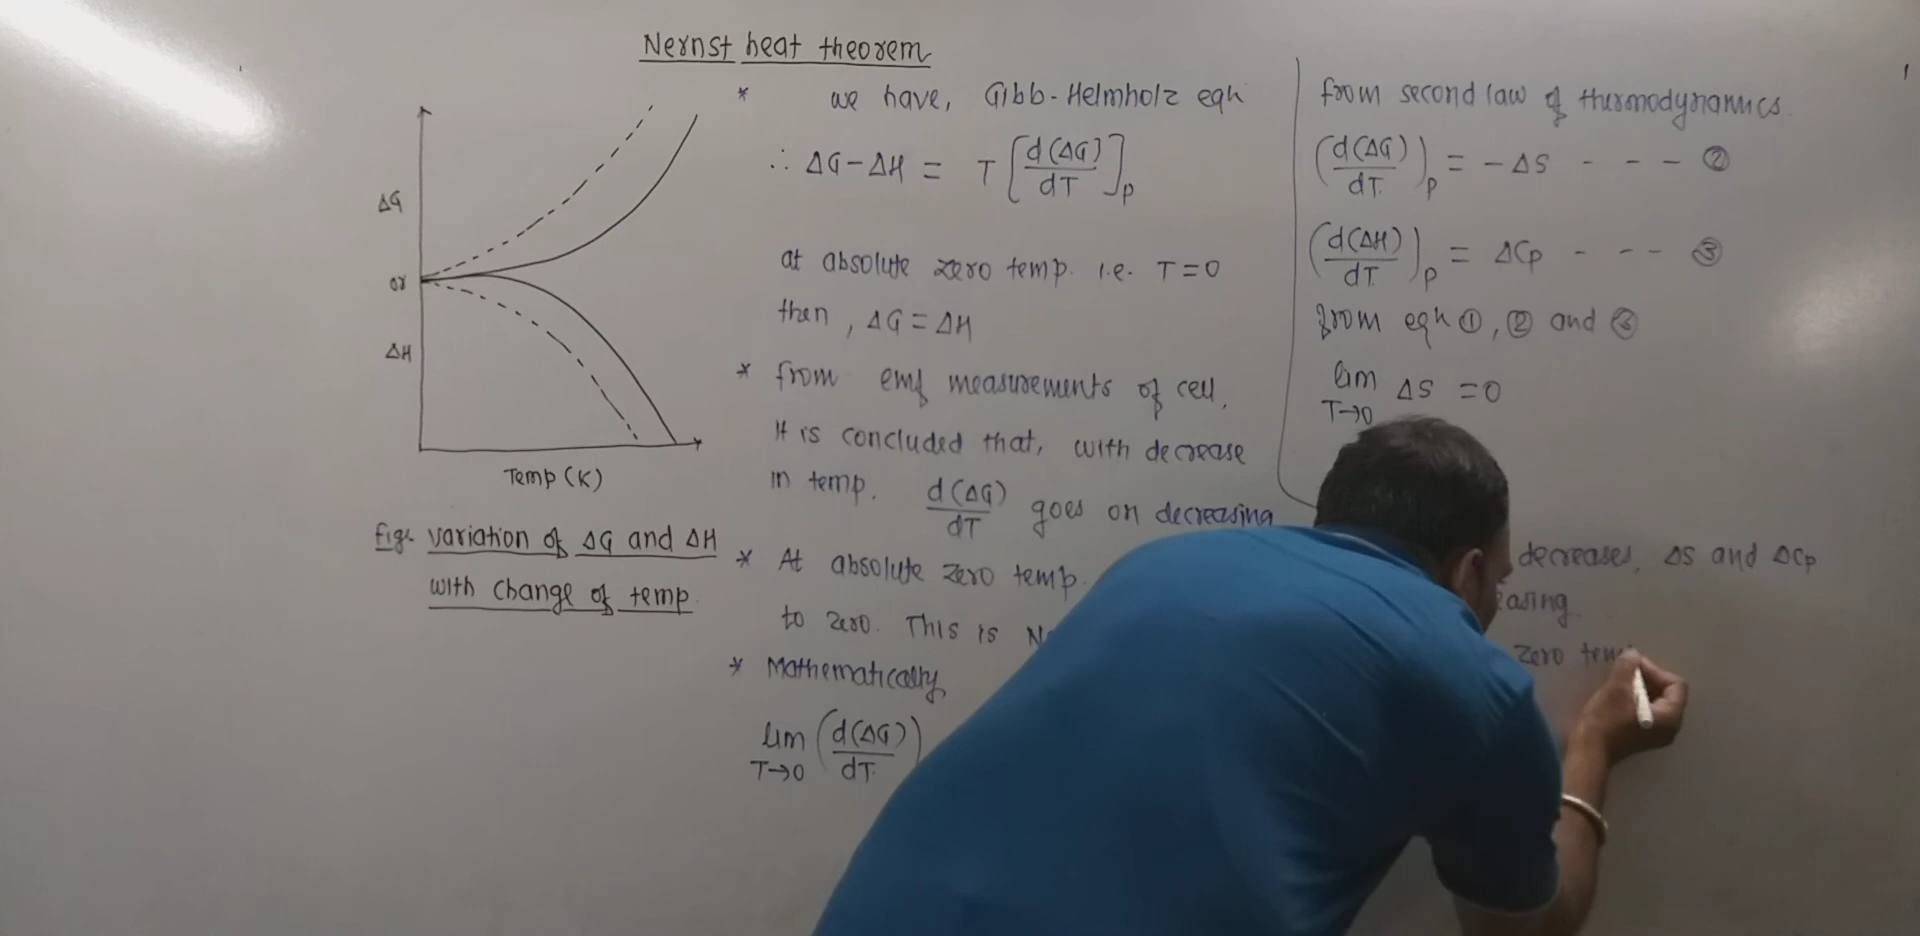 Nernst heat theorem
ΔG
or
ΔH
Temp (K)
Fig:- variation of ΔG and ΔH
with change of temp.
* we have, Gibb-Helmholz eqn
∴ ΔG-ΔH = T[d(ΔG)/dT]p
at absolute zero temp. i.e. T=0
then, ΔG = ΔH
* from emf measurements of cell,
It is concluded that, with decrease
in temp. d(ΔG)/dT goes on decreasing
* At absolute zero temp.
to zero. This is
* Mathematically,
lim T→0 (d(ΔG)/dT)
from second law of thermodynamics.
(d(ΔG)/dT)p = -ΔS - - - ②
(d(ΔH)/dT)p = ΔCp - - - ③
from eqn ①, ② and ③
lim T→0 ΔS = 0
decreases, ΔS and ΔCp
zero